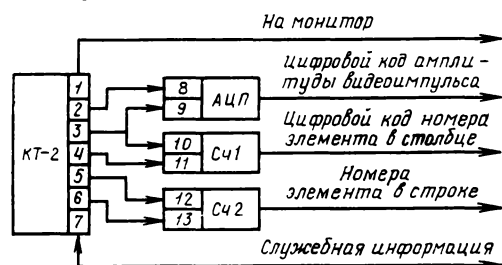 На монитор
Цифровой код ампли-
туды видеоимпульса
Цифровой код номера
элемента в столбце
Номера
элемента в строке
Служебная информация
КТ-2
1
2
3
4
5
6
7
8
9
АЦП
10
11
Сч1
12
13
Сч2